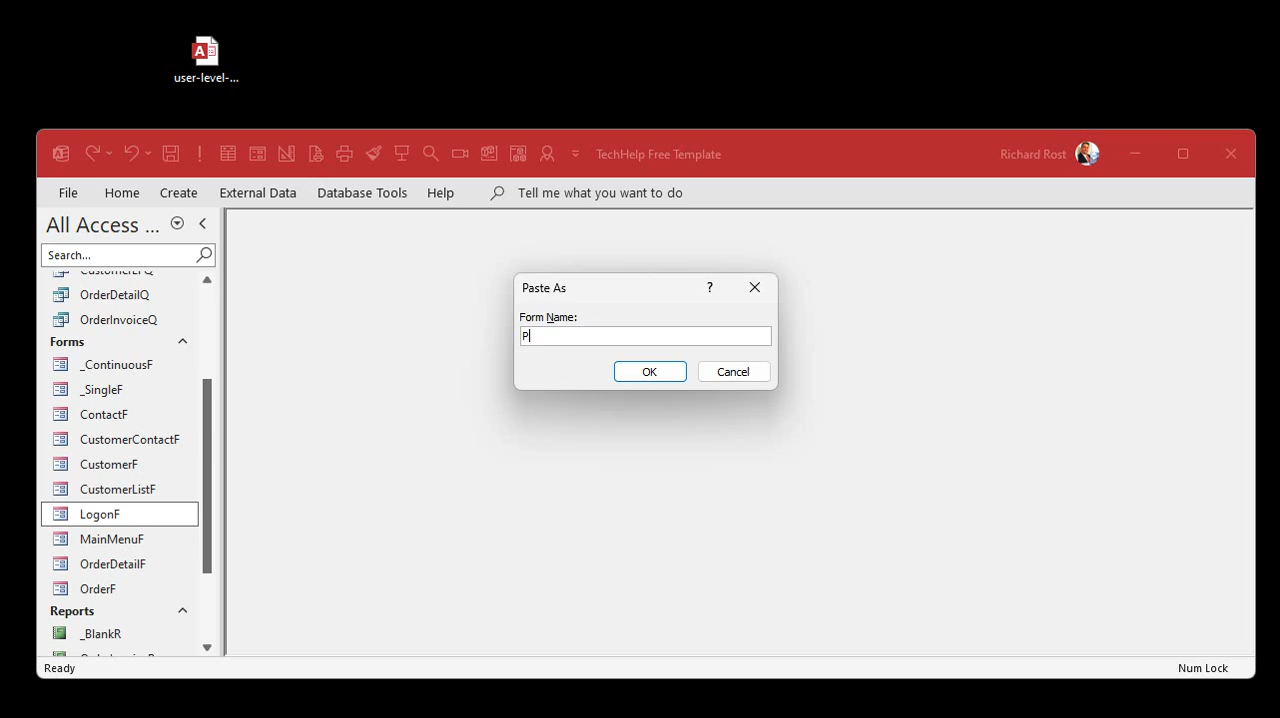 user-level-...
TechHelp Free Template
Richard Rost
File Home Create External Data Database Tools Help Tell me what you want to do
All Access ...
Search...
CustomerLFQ
OrderDetailQ
OrderInvoiceQ
Forms
_ContinuousF
_SingleF
ContactF
CustomerContactF
CustomerF
CustomerListF
LogonF
MainMenuF
OrderDetailF
OrderF
Reports
_BlankR
Paste As
Form Name:
P
OK Cancel
Ready
Num Lock